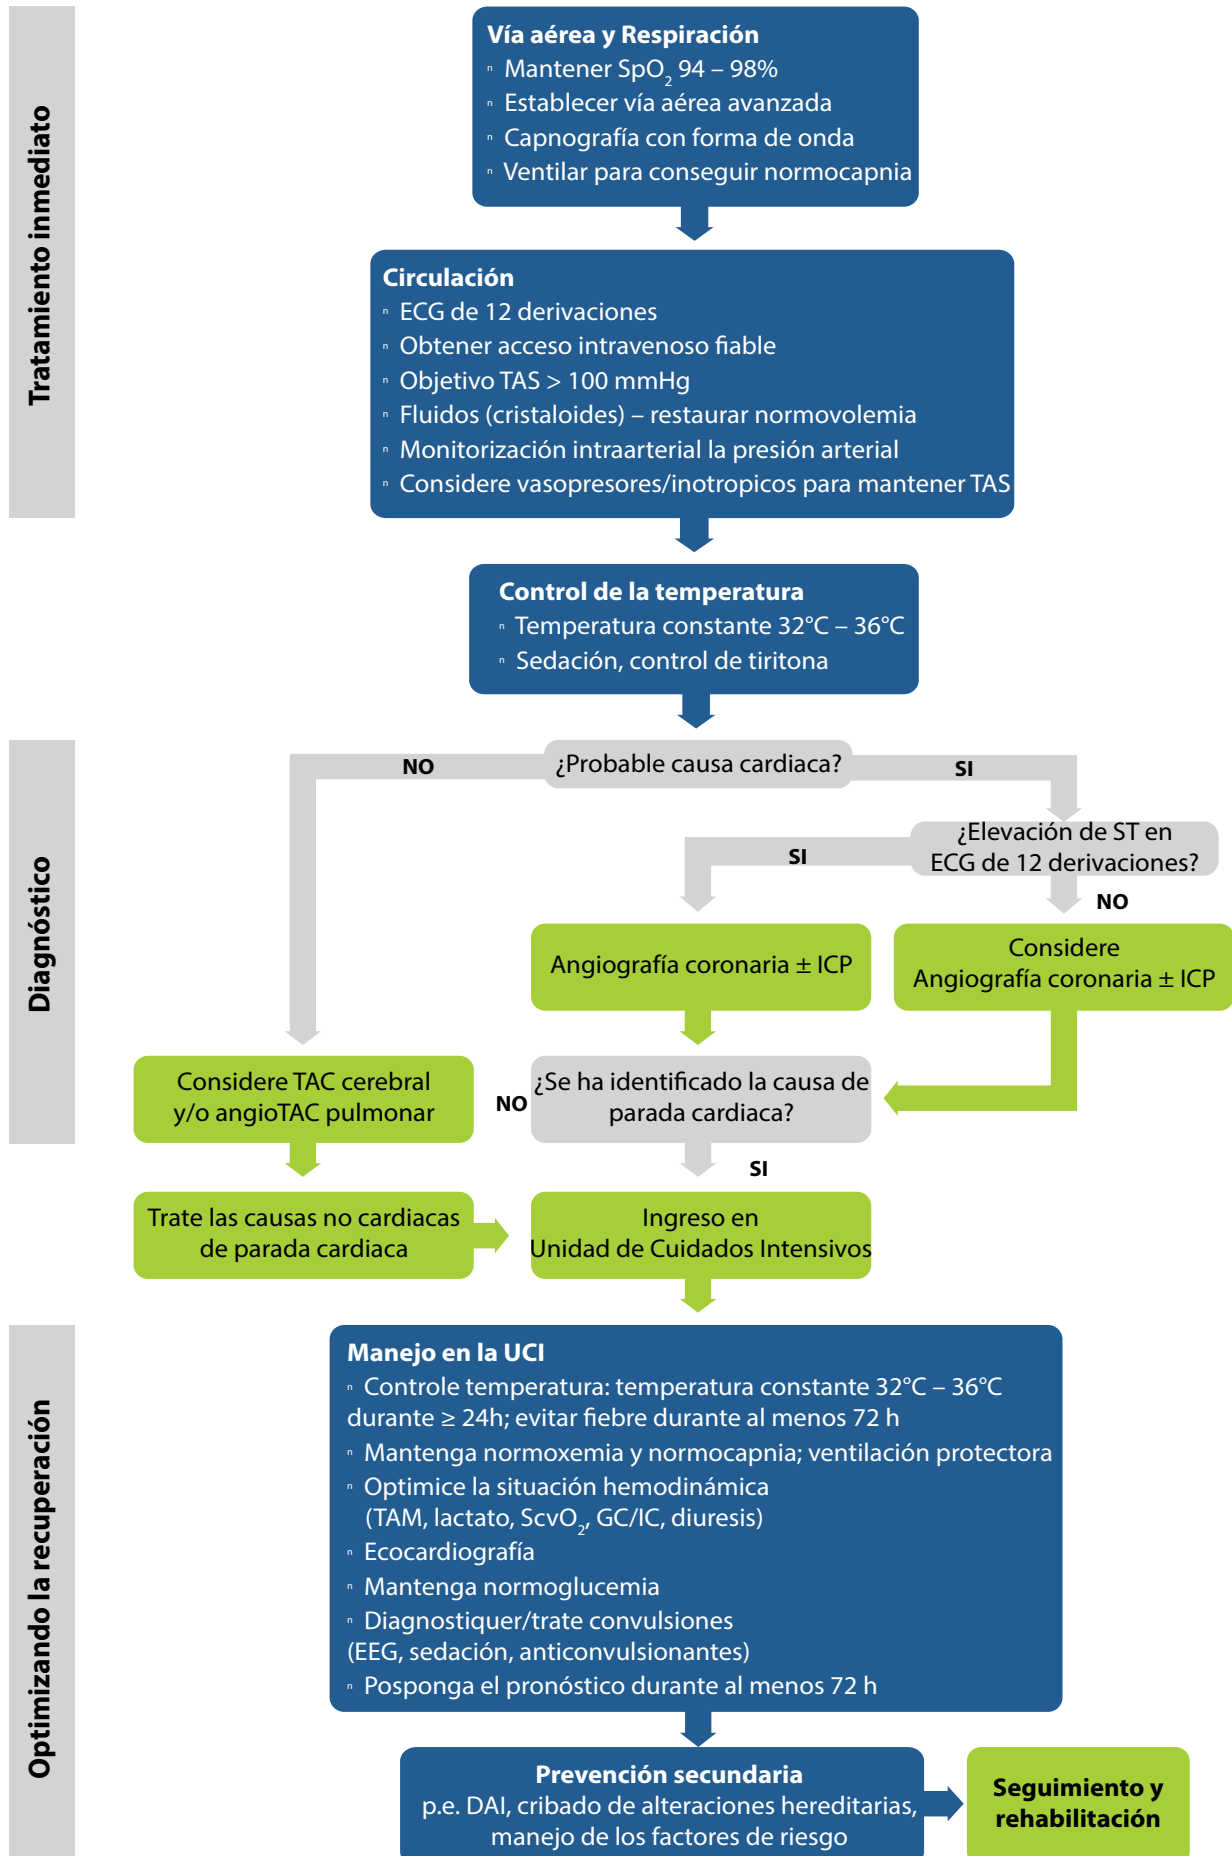 Tratamiento inmediato
Vía aérea y Respiración
ⁿ Mantener SpO₂ 94 – 98%
ⁿ Establecer vía aérea avanzada
ⁿ Capnografía con forma de onda
ⁿ Ventilar para conseguir normocapnia
Circulación
ⁿ ECG de 12 derivaciones
ⁿ Obtener acceso intravenoso fiable
ⁿ Objetivo TAS > 100 mmHg
ⁿ Fluidos (cristaloides) – restaurar normovolemia
ⁿ Monitorización intraarterial la presión arterial
ⁿ Considere vasopresores/inotropicos para mantener TAS
Control de la temperatura
ⁿ Temperatura constante 32°C – 36°C
ⁿ Sedación, control de tiritona
Diagnóstico
¿Probable causa cardiaca?
NO
SI
¿Elevación de ST en
ECG de 12 derivaciones?
SI
NO
Angiografía coronaria ± ICP
Considere
Angiografía coronaria ± ICP
Considere TAC cerebral
y/o angioTAC pulmonar
NO
¿Se ha identificado la causa de
parada cardiaca?
SI
Trate las causas no cardiacas
de parada cardiaca
Ingreso en
Unidad de Cuidados Intensivos
Optimizando la recuperación
Manejo en la UCI
ⁿ Controle temperatura: temperatura constante 32°C – 36°C
durante ≥ 24h; evitar fiebre durante al menos 72 h
ⁿ Mantenga normoxemia y normocapnia; ventilación protectora
ⁿ Optimice la situación hemodinámica
(TAM, lactato, ScvO₂, GC/IC, diuresis)
ⁿ Ecocardiografía
ⁿ Mantenga normoglucemia
ⁿ Diagnostiquer/trate convulsiones
(EEG, sedación, anticonvulsionantes)
ⁿ Posponga el pronóstico durante al menos 72 h
Prevención secundaria
p.e. DAI, cribado de alteraciones hereditarias,
manejo de los factores de riesgo
Seguimiento y
rehabilitación